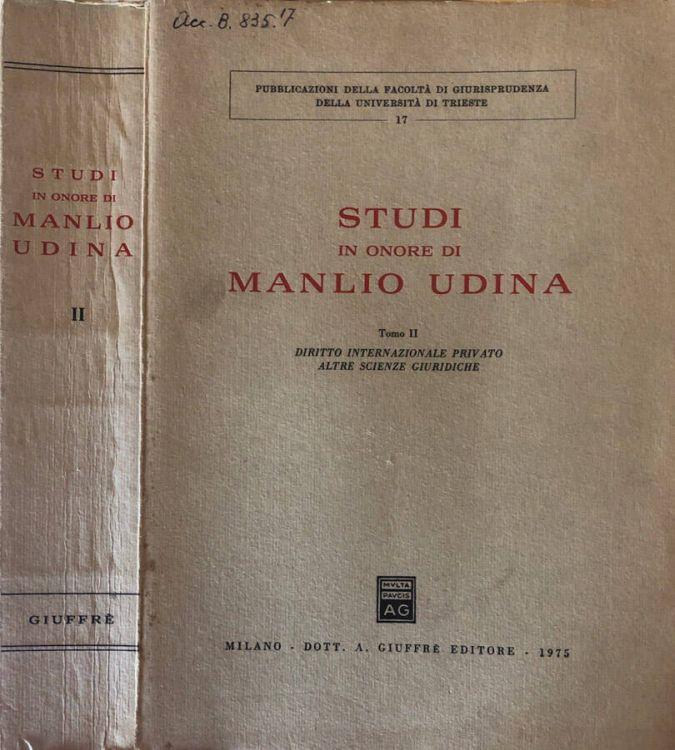 STUDI
IN ONORE DI
MANLIO
UDINA
II
GIUFFRÈ
Acc. B. 835.17
PUBBLICAZIONI DELLA FACOLTÀ DI GIURISPRUDENZA
DELLA UNIVERSITÀ DI TRIESTE
17
STUDI
IN ONORE DI
MANLIO UDINA
Tomo II
DIRITTO INTERNAZIONALE PRIVATO
ALTRE SCIENZE GIURIDICHE
MVLTA
PAVCIS
AG
MILANO - DOTT. A. GIUFFRÈ EDITORE - 1975